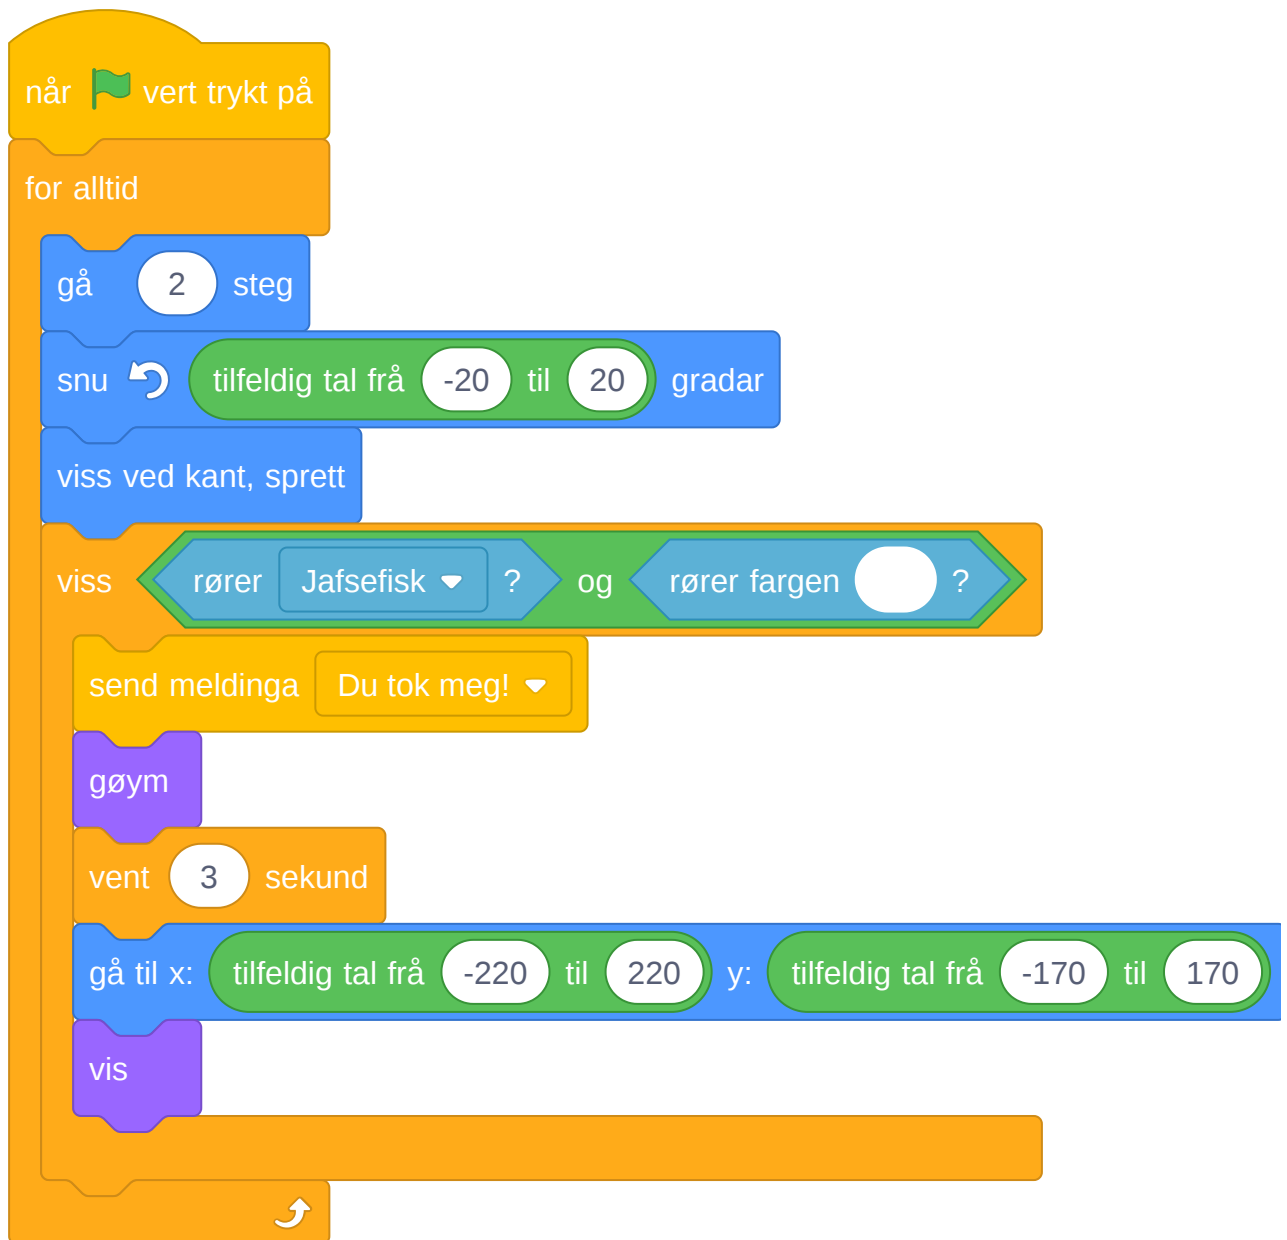 når vert trykt på
for alltid
gå 2 steg
snu tilfeldig tal frå -20 til 20 gradar
viss ved kant, sprett
viss rører Jafsefisk ? og rører fargen ?
send meldinga Du tok meg!
gøym
vent 3 sekund
gå til x: tilfeldig tal frå -220 til 220 y: tilfeldig tal frå -170 til 170
vis